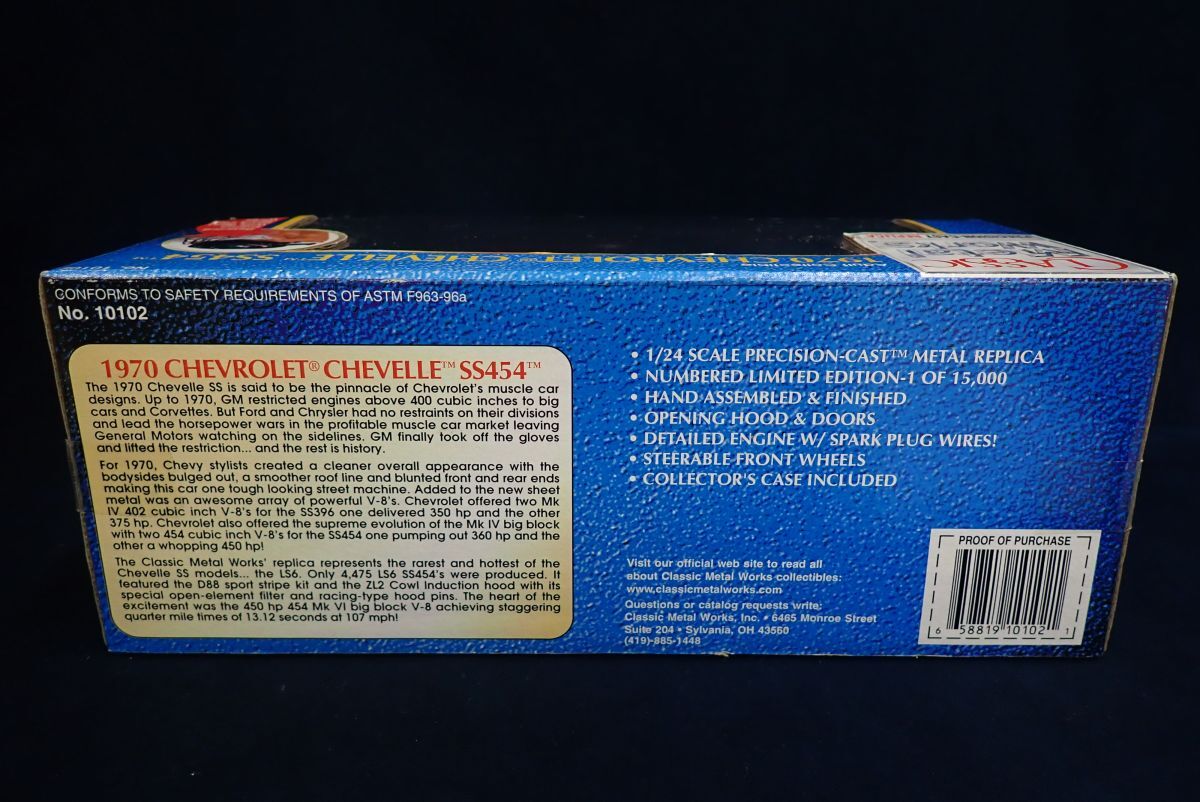 1970 CHEVROLET® CHEVELLE™ SS454™
CLASSIC
CONFORMS TO SAFETY REQUIREMENTS OF ASTM F963-96a
No. 10102
1970 CHEVROLET® CHEVELLE™ SS454™
The 1970 Chevelle SS is said to be the pinnacle of Chevrolet's muscle car
designs. Up to 1970, GM restricted engines above 400 cubic inches to big
cars and Corvettes. But Ford and Chrysler had no restraints on their divisions
and lead the horsepower wars in the profitable muscle car market leaving
General Motors watching on the sidelines. GM finally took off the gloves
and lifted the restriction... and the rest is history.
For 1970, Chevy stylists created a cleaner overall appearance with the
bodysides bulged out, a smoother roof line and blunted front and rear ends
making this car one tough looking street machine. Added to the new sheet
metal was an awesome array of powerful V-8's. Chevrolet offered two Mk
IV 402 cubic inch V-8's for the SS396 one delivered 350 hp and the other
375 hp. Chevrolet also offered the supreme evolution of the Mk IV big block
with two 454 cubic inch V-8's for the SS454 one pumping out 360 hp and the
other a whopping 450 hp!
The Classic Metal Works' replica represents the rarest and hottest of the
Chevelle SS models... the LS6. Only 4,475 LS6 SS454's were produced. It
featured the D88 sport stripe kit and the ZL2 Cowl Induction hood with its
special open-element filter and racing-type hood pins. The heart of the
excitement was the 450 hp 454 Mk VI big block V-8 achieving staggering
quarter mile times of 13.12 seconds at 107 mph!
• 1/24 SCALE PRECISION-CAST™ METAL REPLICA
• NUMBERED LIMITED EDITION-1 OF 15,000
• HAND ASSEMBLED & FINISHED
• OPENING HOOD & DOORS
• DETAILED ENGINE W/ SPARK PLUG WIRES!
• STEERABLE FRONT WHEELS
• COLLECTOR'S CASE INCLUDED
Visit our official web site to read all
about Classic Metal Works collectibles:
www.classicmetalworks.com
Questions or catalog requests write:
Classic Metal Works, Inc. • 6465 Monroe Street
Suite 204 • Sylvania, OH 43560
(419)-885-1448
PROOF OF PURCHASE
6 58819 10102 1